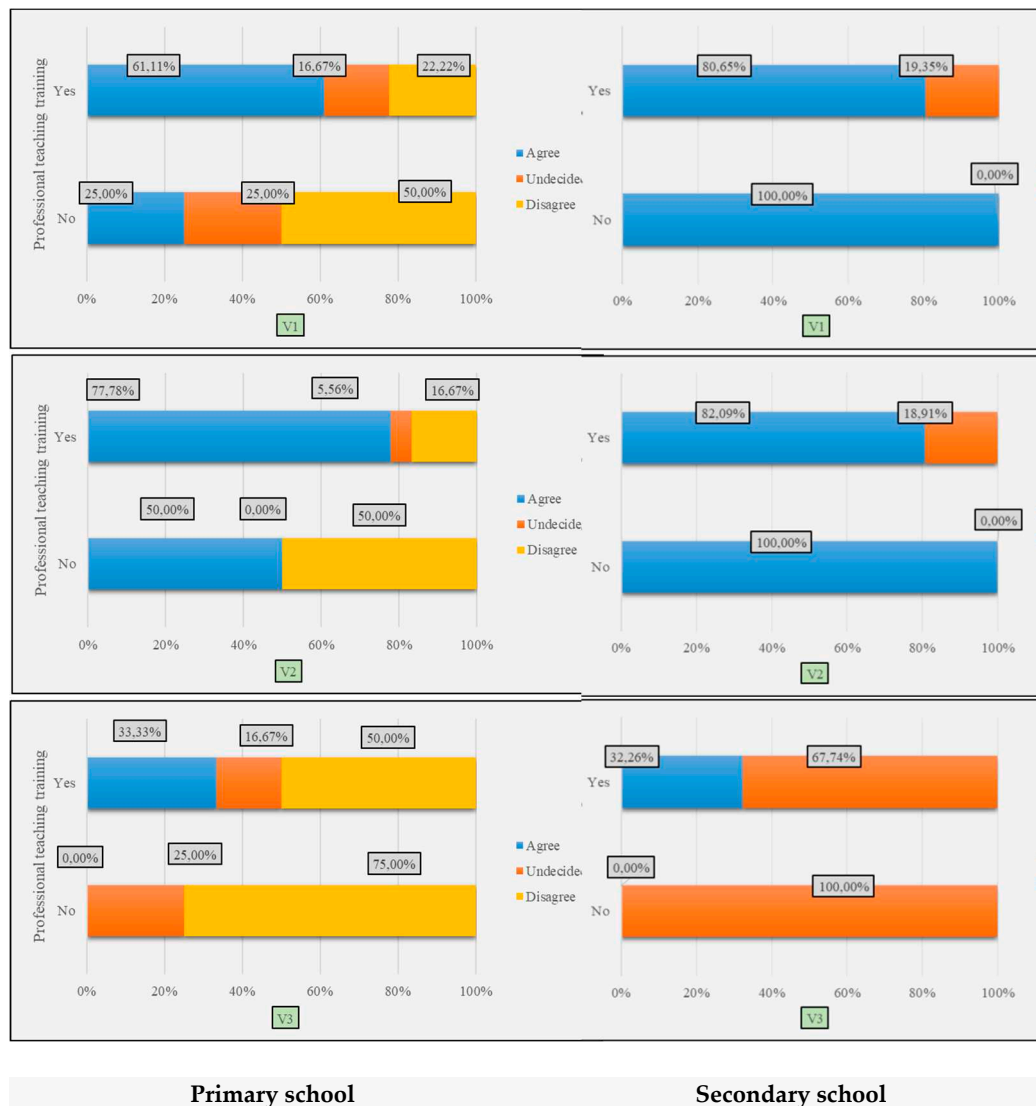 61,11% 16,67% 22,22%
Yes
Professional teaching training
25,00% 25,00% 50,00%
No
0% 20% 40% 60% 80% 100%
V1
Agree
Undecide
Disagree
80,65% 19,35%
Yes
0,00%
100,00%
No
0% 20% 40% 60% 80% 100%
V1
77,78% 5,56% 16,67%
Yes
Professional teaching training
50,00% 0,00% 50,00%
No
0% 20% 40% 60% 80% 100%
V2
Agree
Undecide
Disagree
82,09% 18,91%
Yes
0,00%
100,00%
No
0% 20% 40% 60% 80% 100%
V2
33,33% 16,67% 50,00%
Yes
Professional teaching training
0,00% 25,00% 75,00%
No
0% 20% 40% 60% 80% 100%
V3
Agree
Undecide
Disagree
32,26% 67,74%
Yes
0,00%
100,00%
No
0% 20% 40% 60% 80% 100%
V3
Primary school
Secondary school